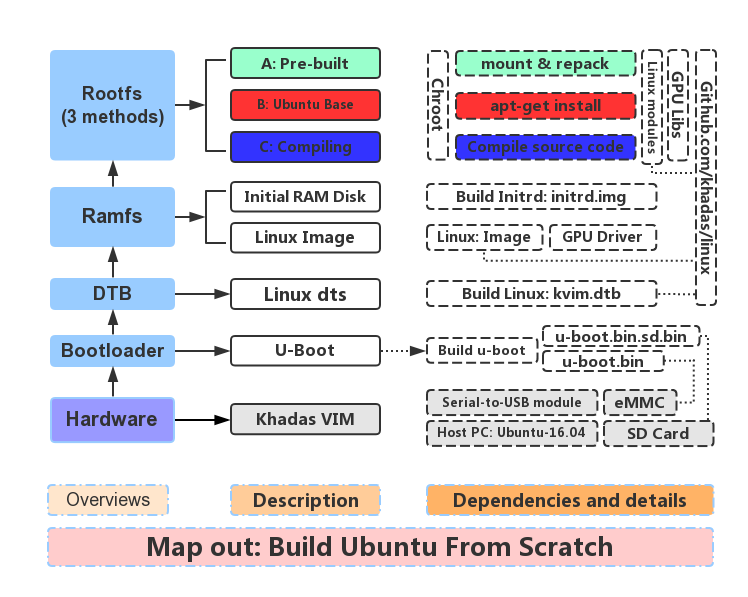 Rootfs
(3 methods)
A: Pre-built
B: Ubuntu Base
C: Compiling
Chroot
mount & repack
apt-get install
Compile source code
Linux modules
GPU Libs
Github.com/khadas/linux
Ramfs
Initial RAM Disk
Linux Image
Build Initrd: initrd.img
Linux: Image
GPU Driver
DTB
Linux dts
Build Linux: kvim.dtb
Bootloader
U-Boot
Build u-boot
u-boot.bin.sd.bin
u-boot.bin
Hardware
Khadas VIM
Serial-to-USB module
eMMC
Host PC: Ubuntu-16.04
SD Card
Overviews
Description
Dependencies and details
Map out: Build Ubuntu From Scratch